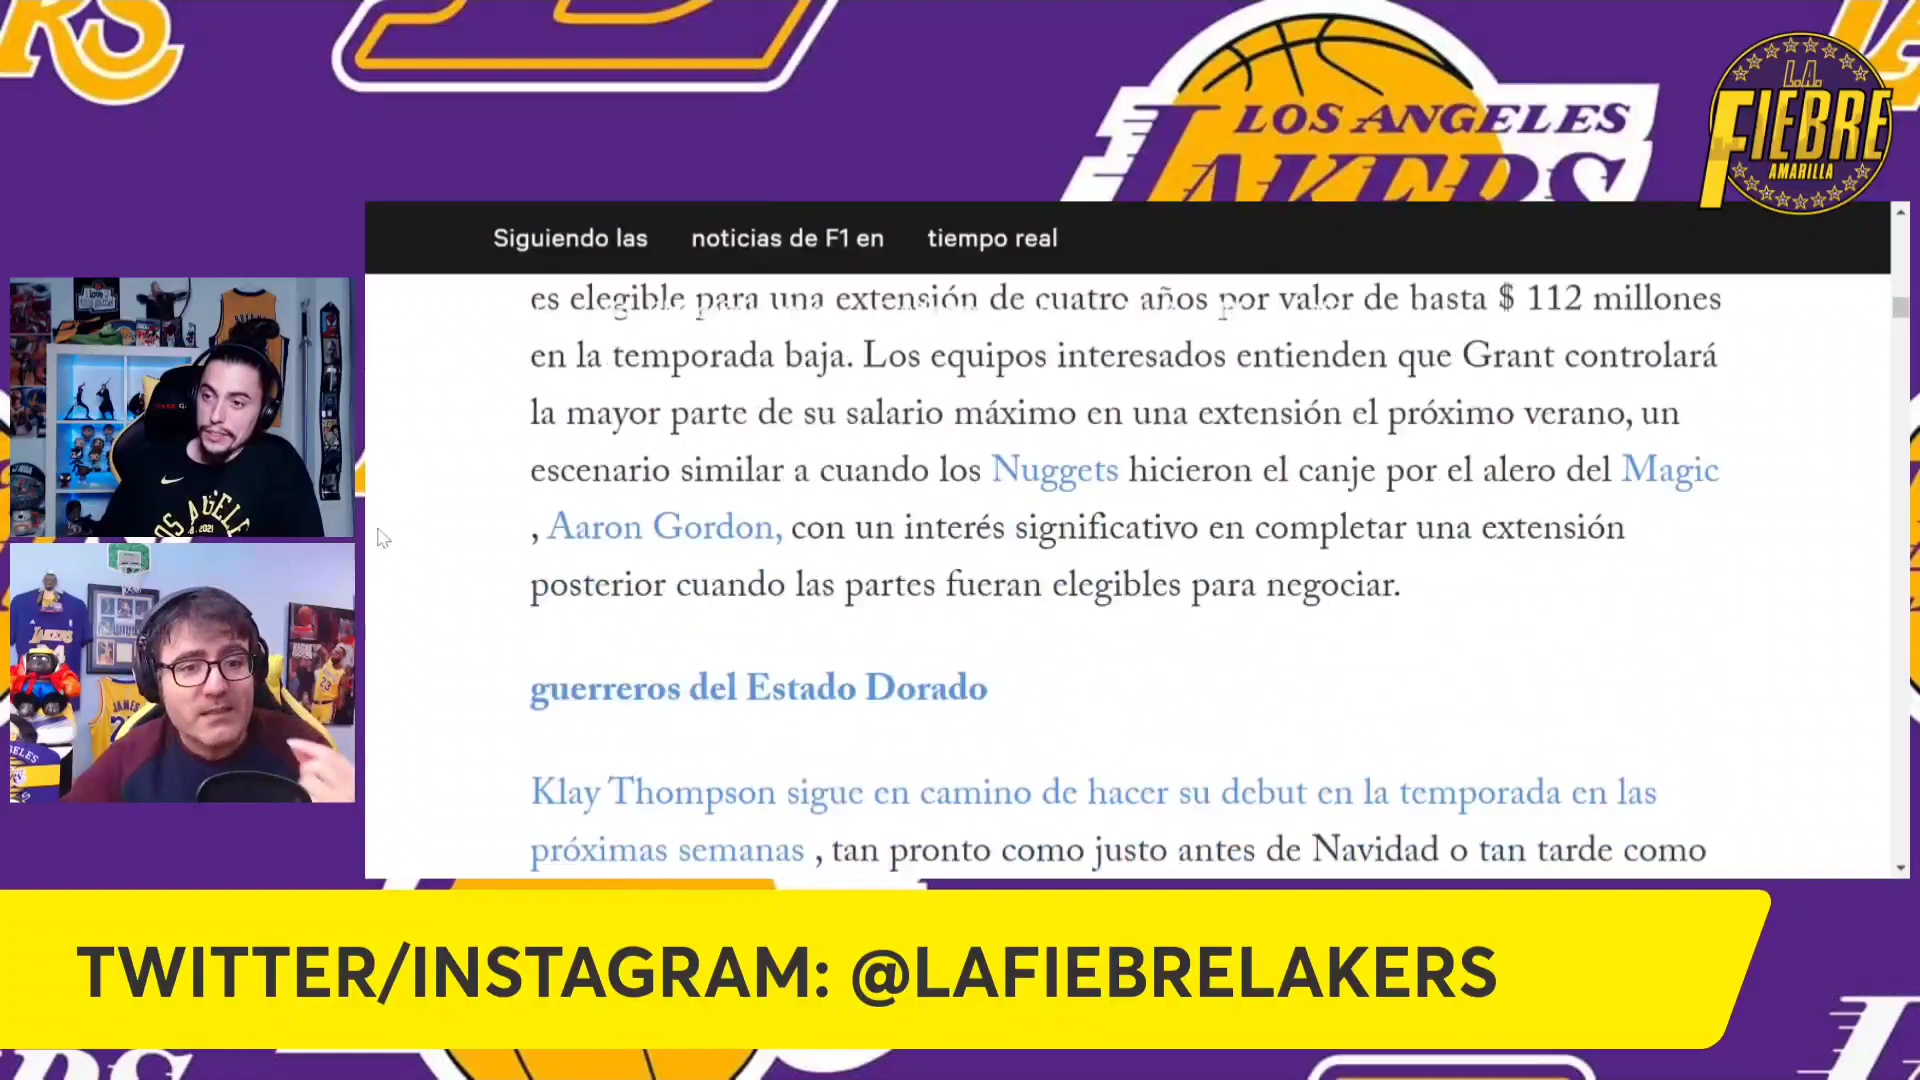 LOS ANGELES
LAKERS
L.A.
FIEBRE
AMARILLA
Siguiendo las noticias de F1 en tiempo real
es elegible para una extensión de cuatro años por valor de hasta $ 112 millones
en la temporada baja. Los equipos interesados entienden que Grant controlará
la mayor parte de su salario máximo en una extensión el próximo verano, un
escenario similar a cuando los Nuggets hicieron el canje por el alero del Magic
, Aaron Gordon, con un interés significativo en completar una extensión
posterior cuando las partes fueran elegibles para negociar.
guerreros del Estado Dorado
Klay Thompson sigue en camino de hacer su debut en la temporada en las
próximas semanas , tan pronto como justo antes de Navidad o tan tarde como
LAKERS
JAMES
23
TWITTER/INSTAGRAM: @LAFIEBRELAKERS